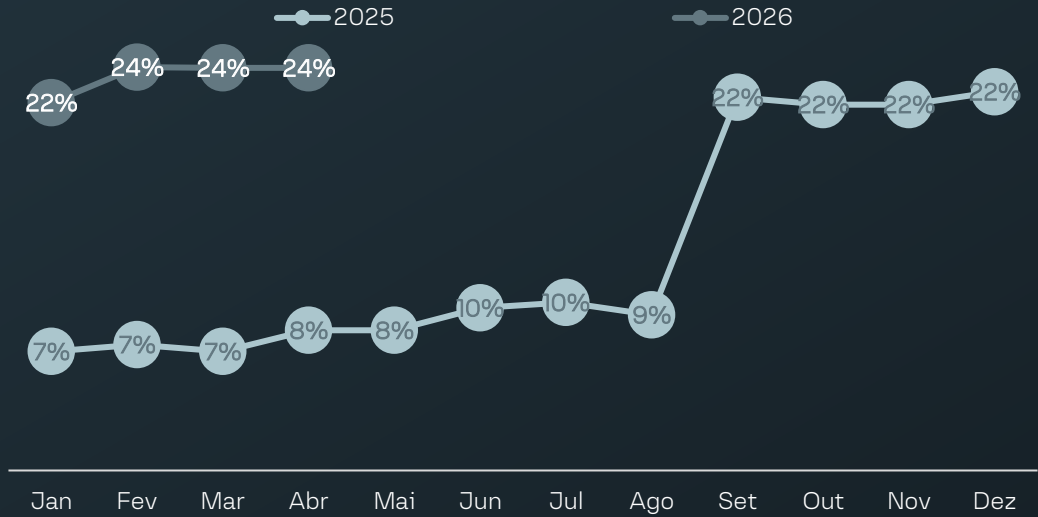 2025 2026
22% 24% 24% 24%
7% 7% 7% 8% 8% 10% 10% 9% 22% 22% 22% 22%
Jan Fev Mar Abr Mai Jun Jul Ago Set Out Nov Dez